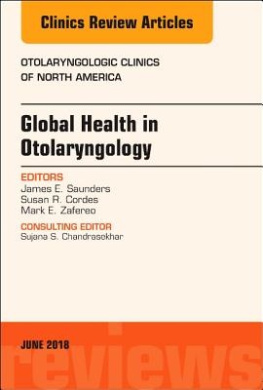 Clinics Review Articles
OTOLARYNGOLOGIC CLINICS
OF NORTH AMERICA
Global Health in
Otolaryngology
EDITORS
James E. Saunders
Susan R. Cordes
Mark E. Zafereo
CONSULTING EDITOR
Sujana S. Chandrasekhar
JUNE 2018
reviews